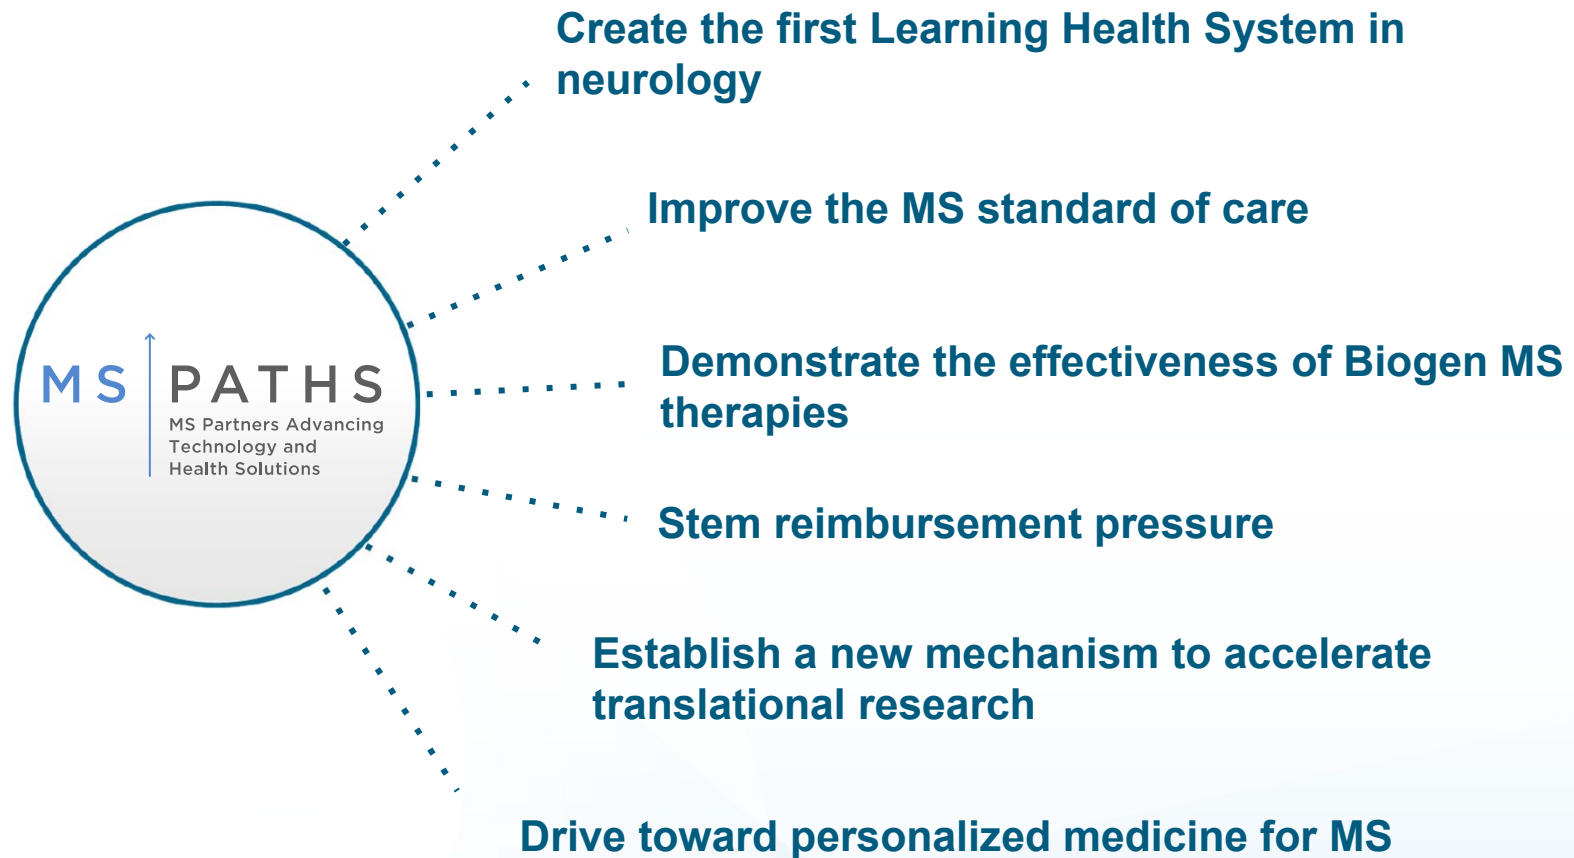 Create the first Learning Health System in
neurology
Improve the MS standard of care
MS PATHS
MS Partners Advancing
Technology and
Health Solutions
Demonstrate the effectiveness of Biogen MS
therapies
Stem reimbursement pressure
Establish a new mechanism to accelerate
translational research
Drive toward personalized medicine for MS